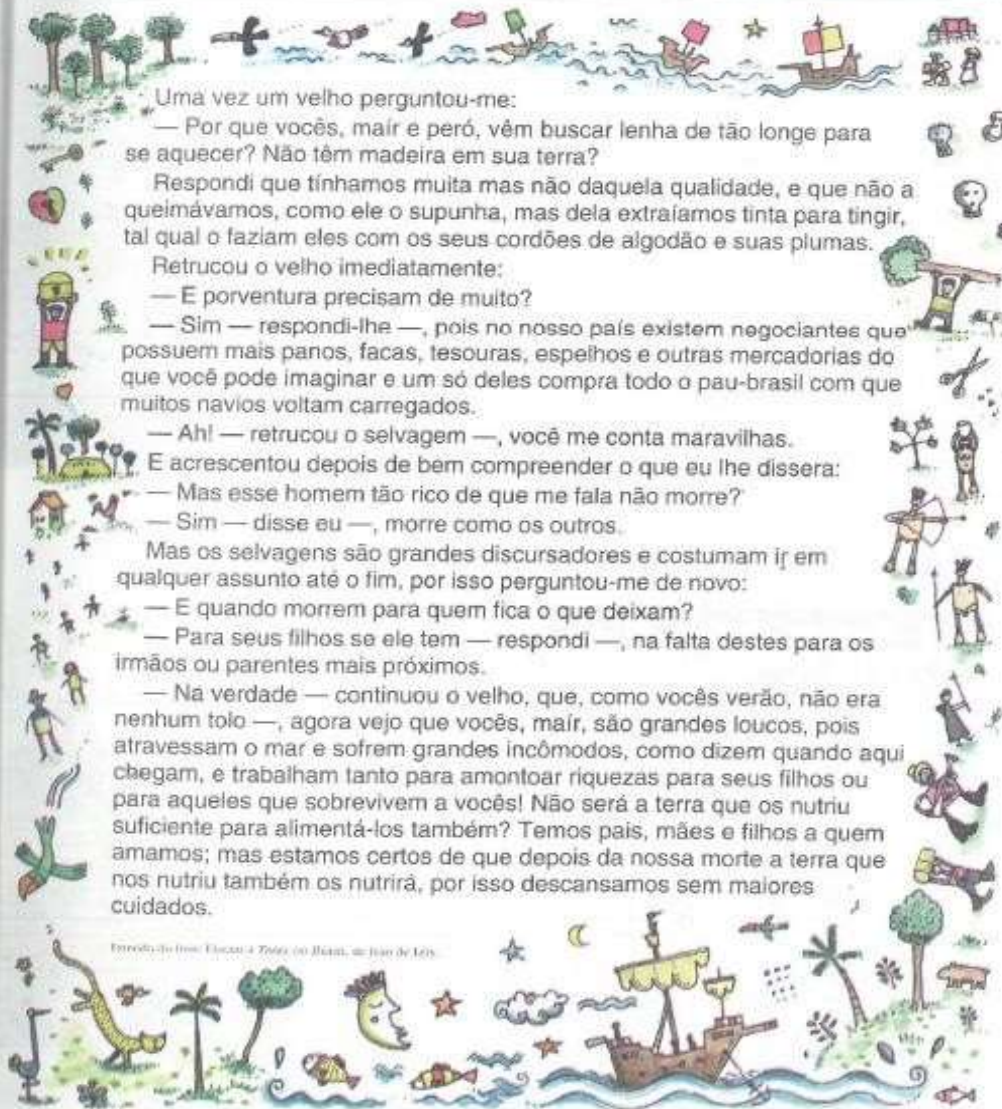 Uma vez um velho perguntou-me:
— Por que vocês, maír e peró, vêm buscar lenha de tão longe para
se aquecer? Não têm madeira em sua terra?
Respondi que tínhamos muita mas não daquela qualidade, e que não a
queimávamos, como ele o supunha, mas dela extraíamos tinta para tingir,
tal qual o faziam eles com os seus cordões de algodão e suas plumas.
Retrucou o velho imediatamente:
— E porventura precisam de muito?
— Sim — respondi-lhe —, pois no nosso país existem negociantes que
possuem mais panos, facas, tesouras, espelhos e outras mercadorias do
que você pode imaginar e um só deles compra todo o pau-brasil com que
muitos navios voltam carregados.
— Ah! — retrucou o selvagem —, você me conta maravilhas.
E acrescentou depois de bem compreender o que eu lhe dissera:
— Mas esse homem tão rico de que me fala não morre?
— Sim — disse eu —, morre como os outros.
Mas os selvagens são grandes discursadores e costumam ir em
qualquer assunto até o fim, por isso perguntou-me de novo:
— E quando morrem para quem fica o que deixam?
— Para seus filhos se ele tem — respondi —, na falta destes para os
irmãos ou parentes mais próximos.
— Na verdade — continuou o velho, que, como vocês verão, não era
nenhum tolo —, agora vejo que vocês, maír, são grandes loucos, pois
atravessam o mar e sofrem grandes incômodos, como dizem quando aqui
chegam, e trabalham tanto para amontoar riquezas para seus filhos ou
para aqueles que sobrevivem a vocês! Não será a terra que os nutriu
suficiente para alimentá-los também? Temos pais, mães e filhos a quem
amamos; mas estamos certos de que depois da nossa morte a terra que
nos nutriu também os nutrirá, por isso descansamos sem maiores
cuidados.
do livro Viagem à Terra do Brasil, de Jean de Léry.